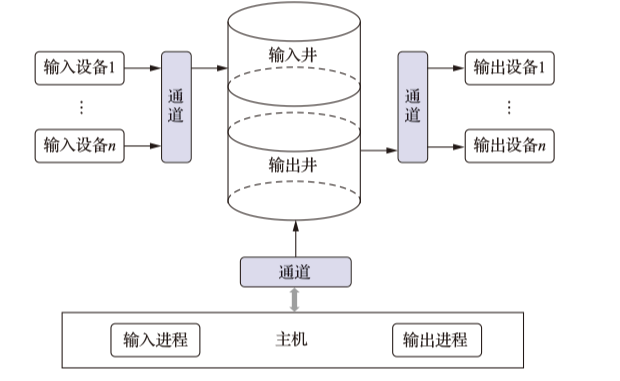 输入井
输入设备1
通道
⋮
输入设备n
输出井
通道
输出设备1
⋮
输出设备n
通道
输入进程
主机
输出进程